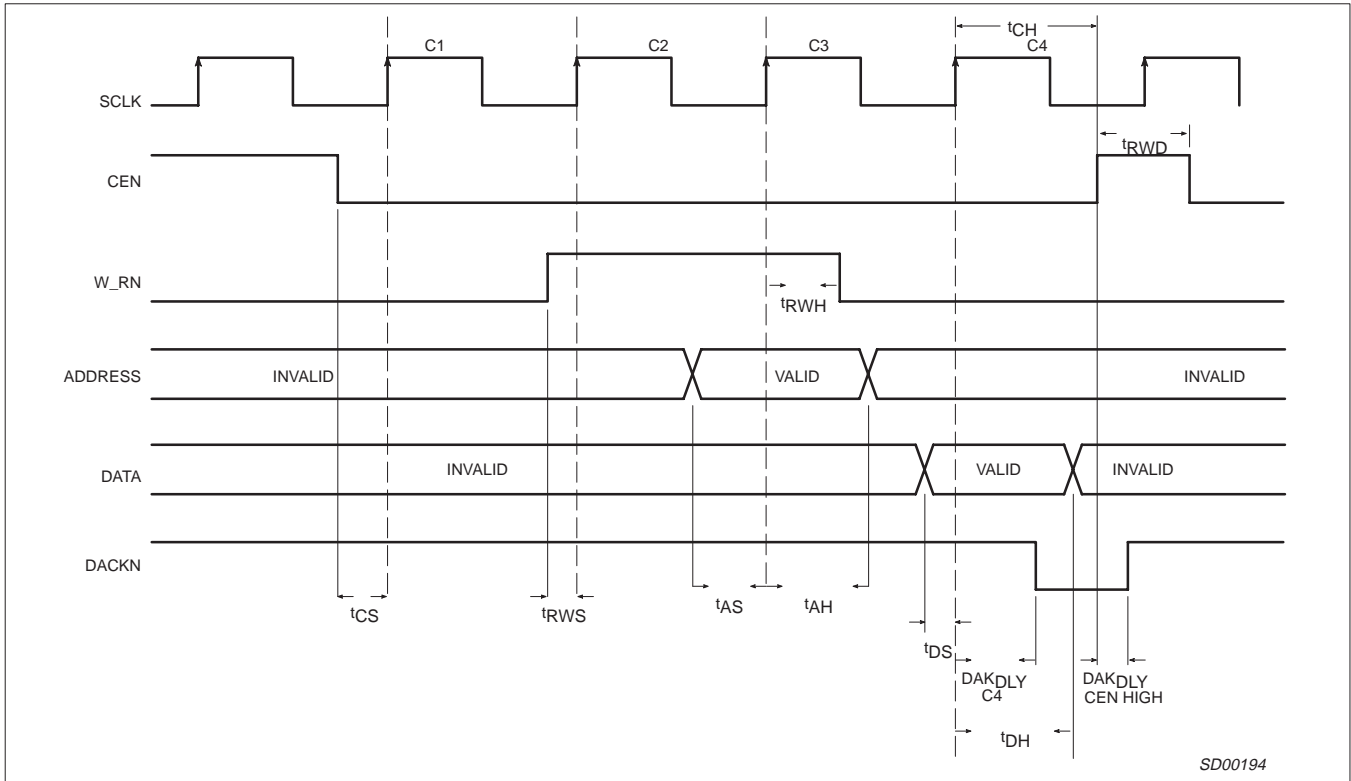 tCH
C1 C2 C3 C4
SCLK
tRWD
CEN
W_RN
tRWH
ADDRESS INVALID VALID INVALID
DATA INVALID VALID INVALID
DACKN
tCS tRWS tAS tAH
tDS
DAKDLY DAKDLY
C4 CEN HIGH
tDH
SD00194